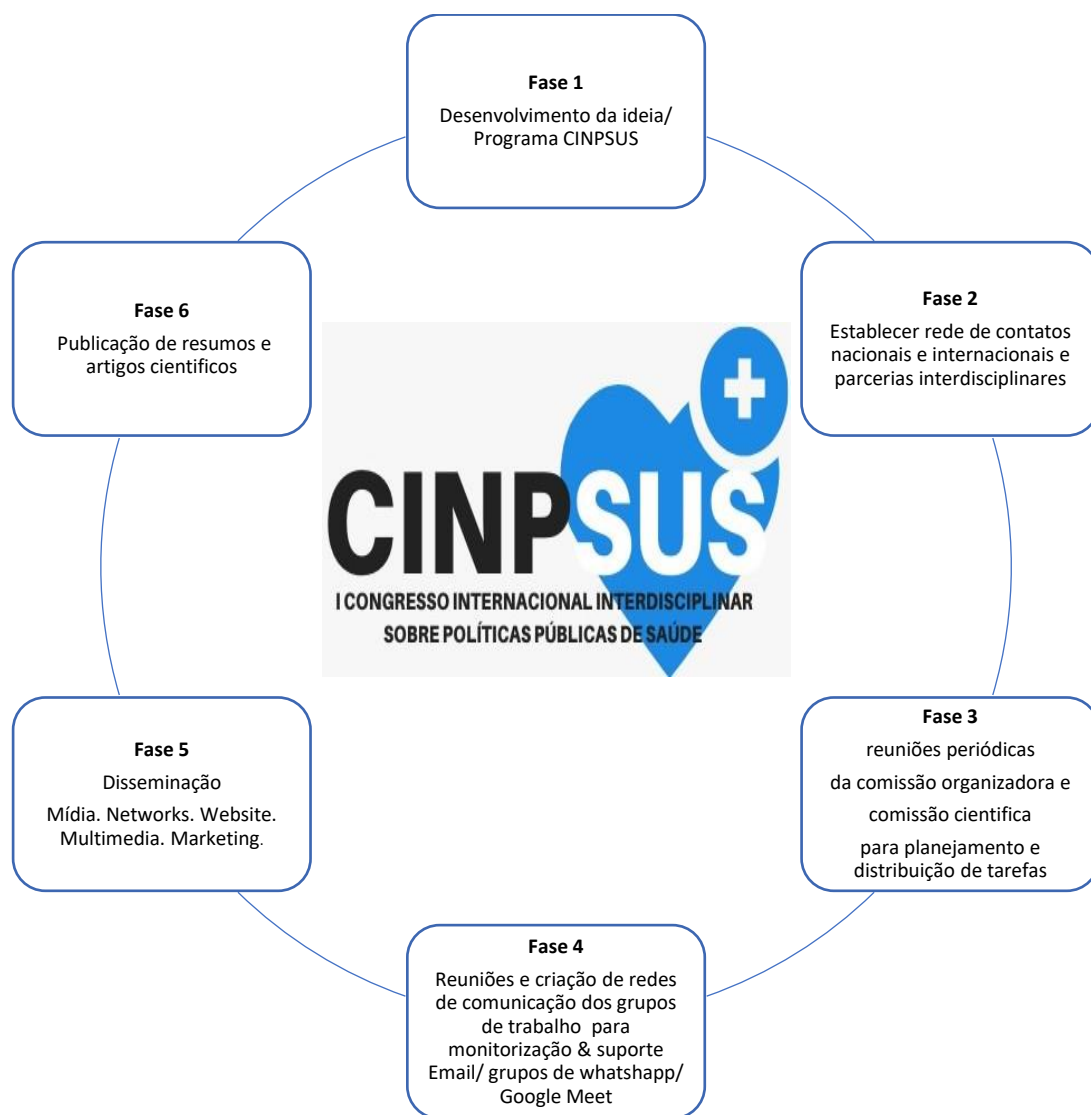 Fase 1
Desenvolvimento da ideia/
Programa CINPSUS
Fase 2
Establecer rede de contatos
nacionais e internacionais e
parcerias interdisciplinares
Fase 3
reuniões periódicas
da comissão organizadora e
comissão cientifica
para planejamento e
distribuição de tarefas
Fase 4
Reuniões e criação de redes
de comunicação dos grupos
de trabalho para
monitorização & suporte
Email/ grupos de whatshapp/
Google Meet
Fase 5
Disseminação
Mídia. Networks. Website.
Multimedia. Marketing.
Fase 6
Publicação de resumos e
artigos cientificos
CINPSUS
I CONGRESSO INTERNACIONAL INTERDISCIPLINAR
SOBRE POLÍTICAS PÚBLICAS DE SAÚDE